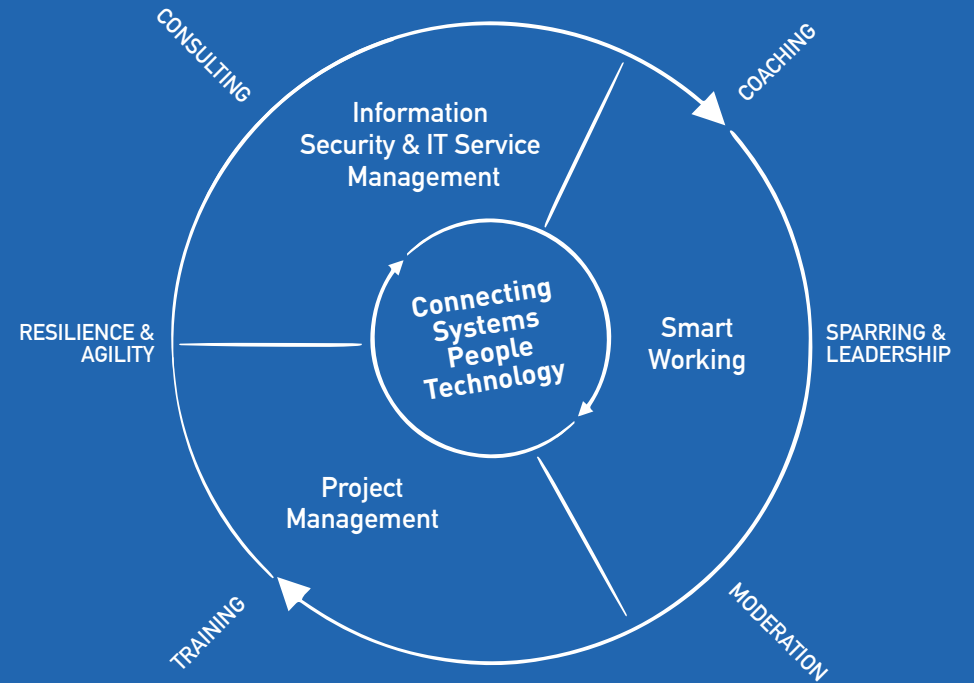 CONSULTING
COACHING
Information
Security & IT Service
Management
Connecting
Systems
People
Technology
Smart
Working
RESILIENCE &
AGILITY
SPARRING &
LEADERSHIP
Project
Management
TRAINING
MODERATION